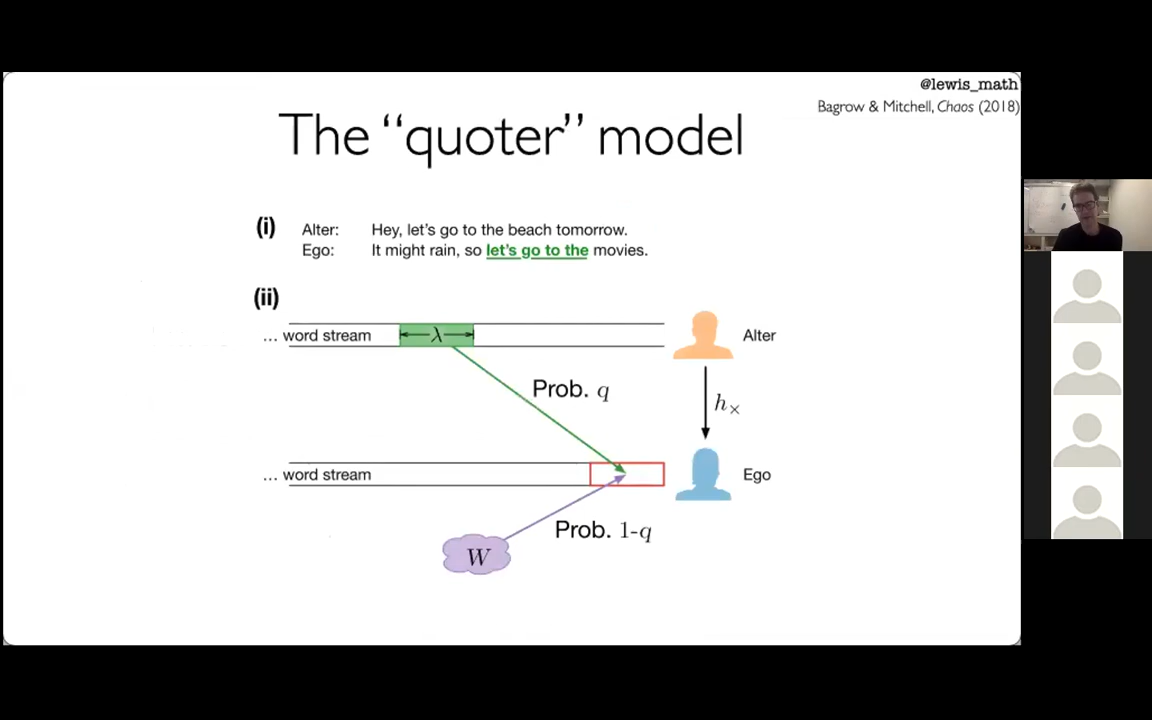 @lewis_math
Bagrow & Mitchell, Chaos (2018)
The “quoter” model
(i)
Alter: Hey, let’s go to the beach tomorrow.
Ego: It might rain, so let’s go to the movies.
(ii)
... word stream λ Alter
Prob. q
h×
... word stream Ego
Prob. 1-q
W